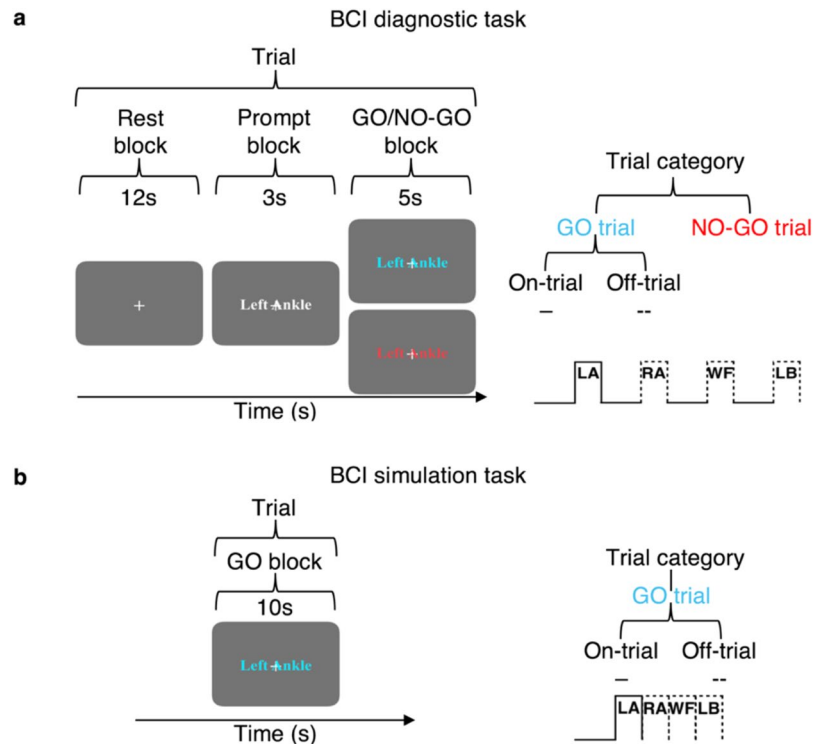 a
BCI diagnostic task
Trial
Rest block
Prompt block
GO/NO-GO block
12s
3s
5s
+
Left Ankle
Left Ankle
Left Ankle
Time (s)
Trial category
GO trial
NO-GO trial
On-trial
Off-trial
LA RA WF LB
b
BCI simulation task
Trial
GO block
10s
Left Ankle
Time (s)
Trial category
GO trial
On-trial
Off-trial
LA RA WF LB